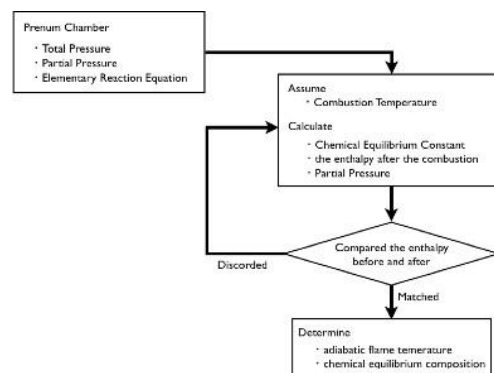 Prenum Chamber
・ Total Pressure
・ Partial Pressure
・ Elementary Reaction Equation
Assume
・ Combustion Temperature
Calculate
・ Chemical Equilibrium Constant
・ the enthalpy after the combustion
・ Partial Pressure
Compared the enthalpy
before and after
Discorded
Matched
Determine
・ adiabatic flame temerature
・ chemical equilibrium composition